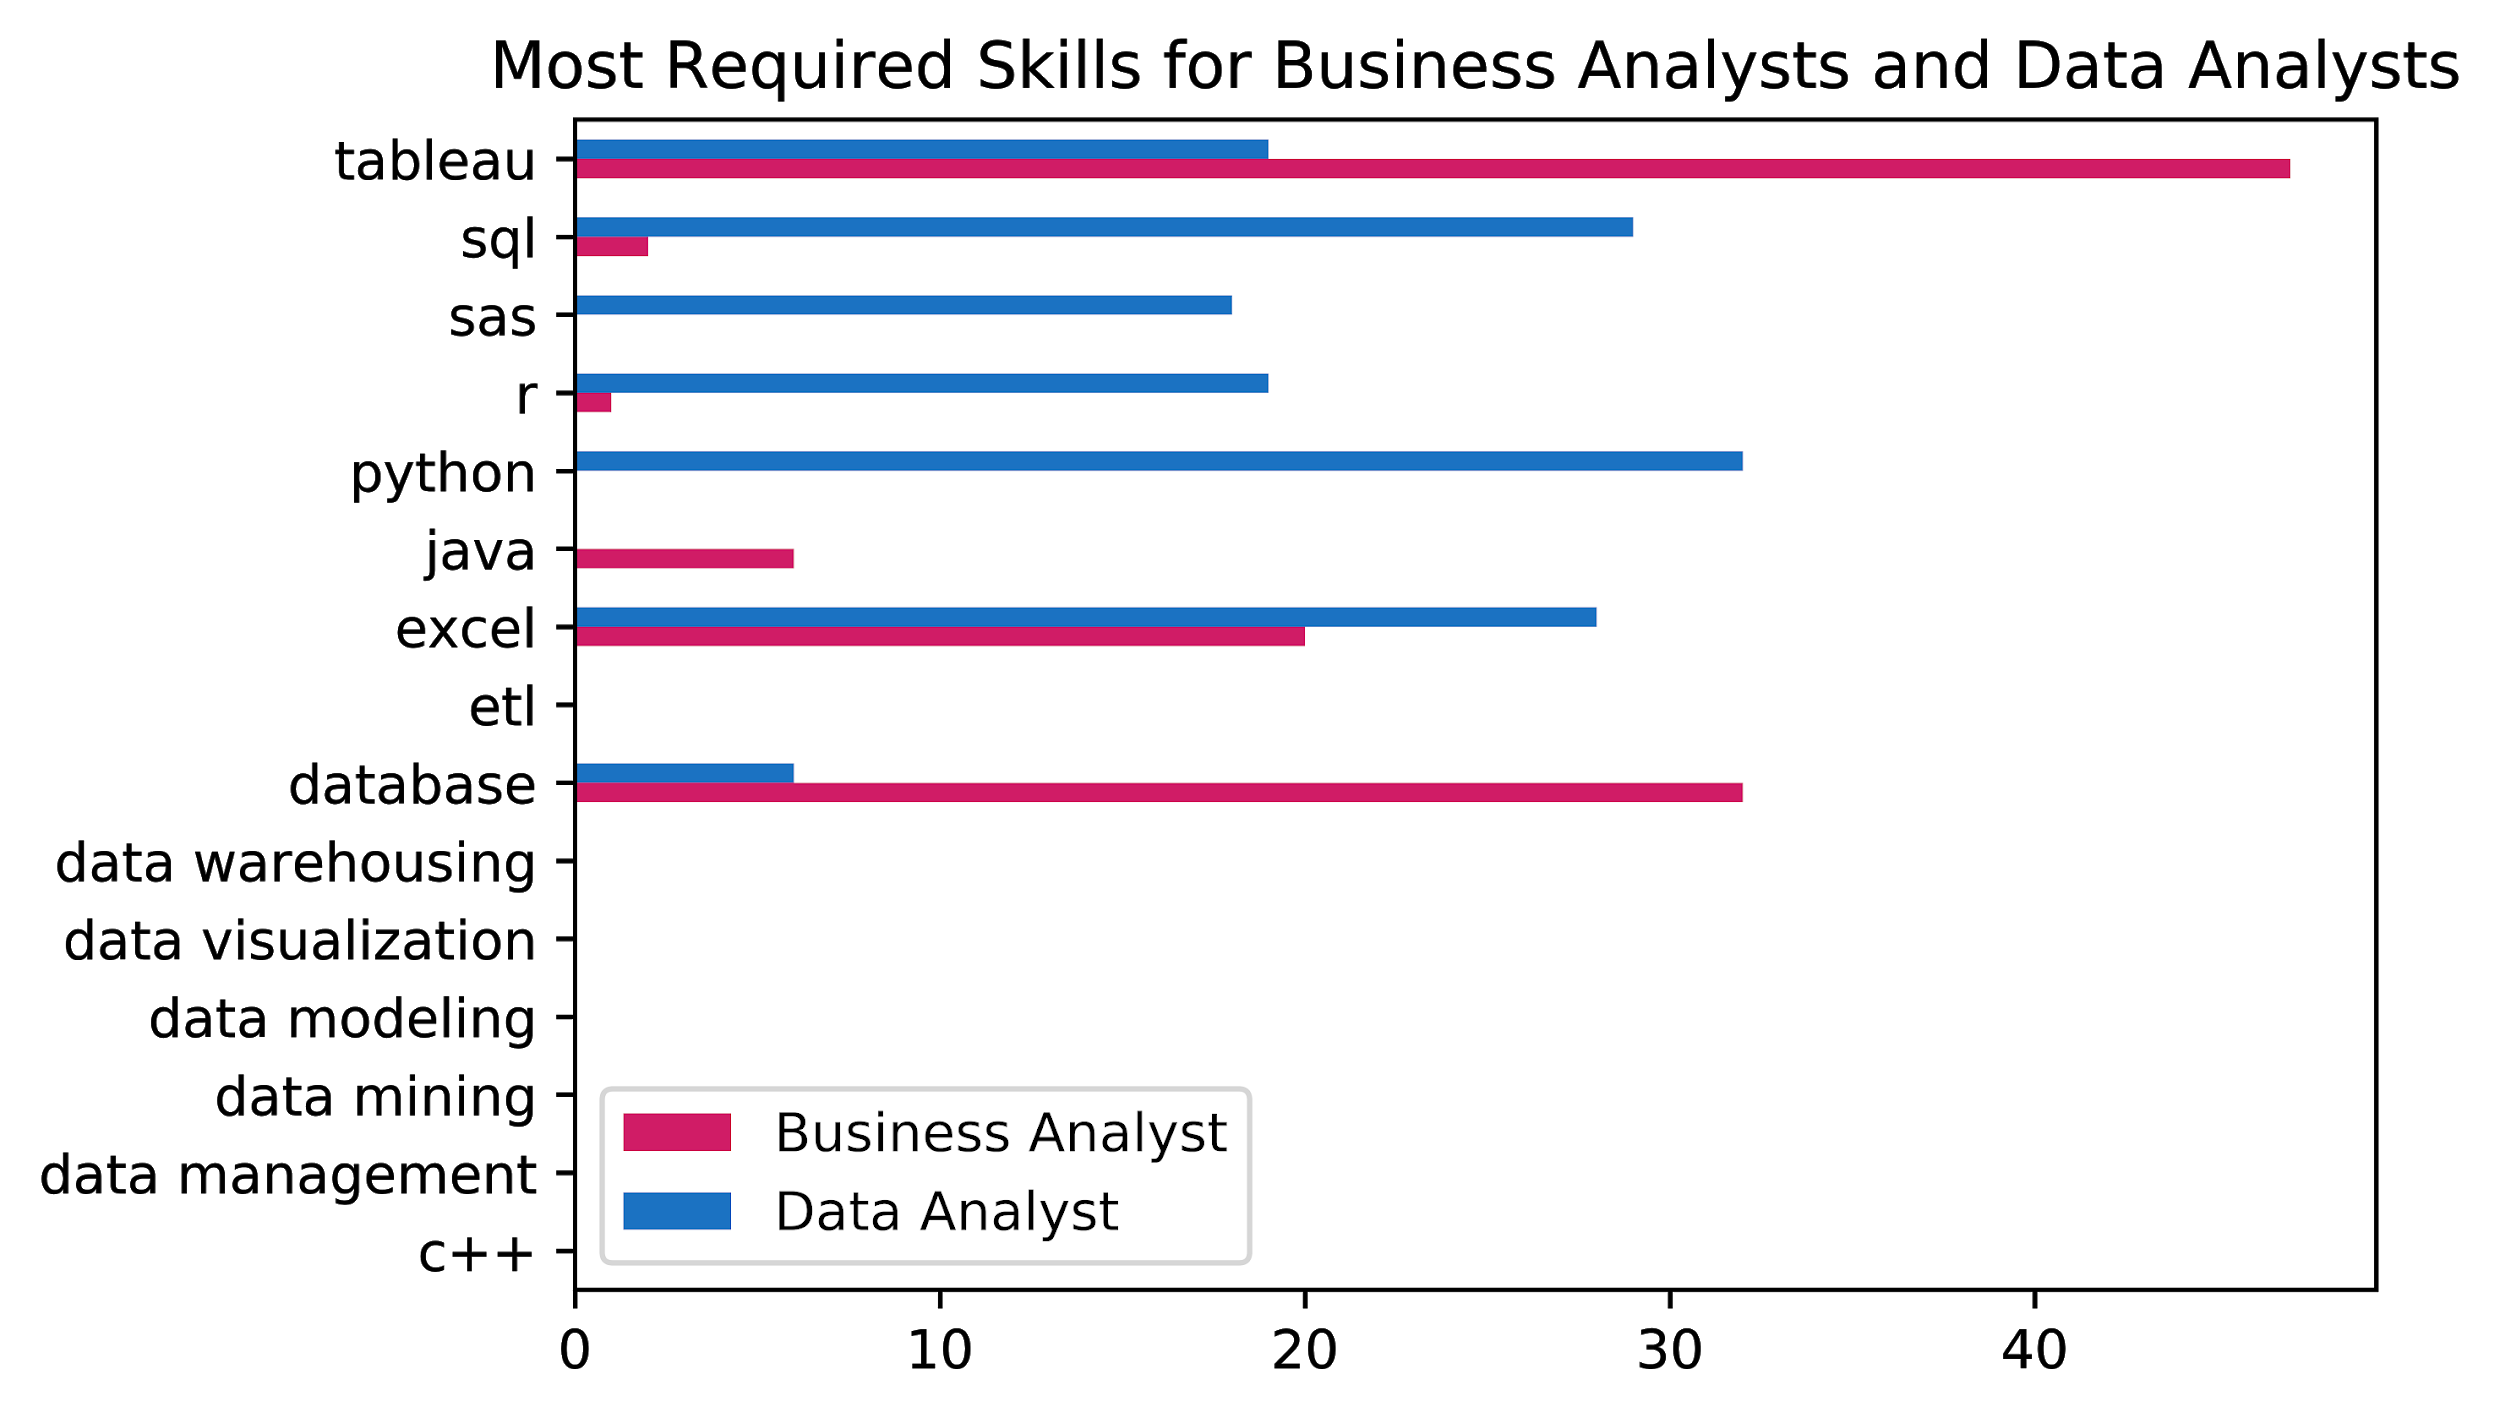 Most Required Skills for Business Analysts and Data Analysts
tableau
sql
sas
r
python
java
excel
etl
database
data warehousing
data visualization
data modeling
data mining
data management
c++
Business Analyst
Data Analyst
0 10 20 30 40